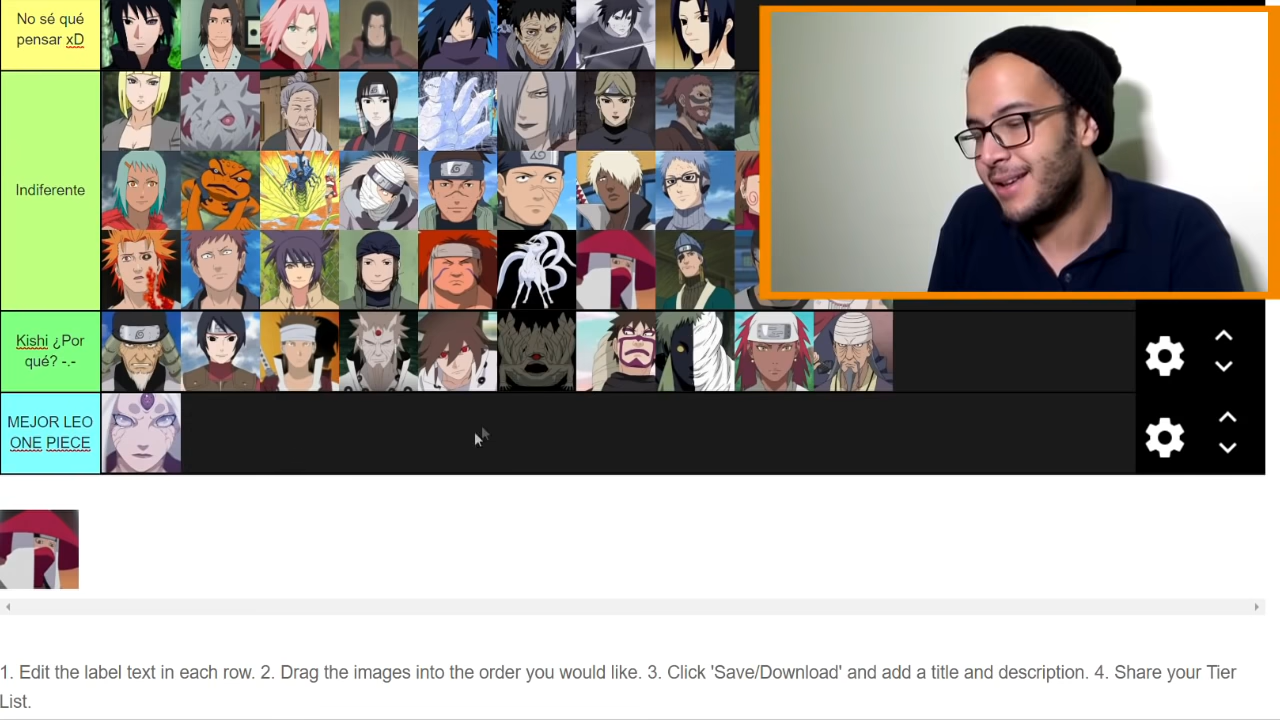 No sé qué
pensar xD
Indiferente
Kishi ¿Por
qué? -.-
MEJOR LEO
ONE PIECE
1. Edit the label text in each row. 2. Drag the images into the order you would like. 3. Click 'Save/Download' and add a title and description. 4. Share your Tier
List.